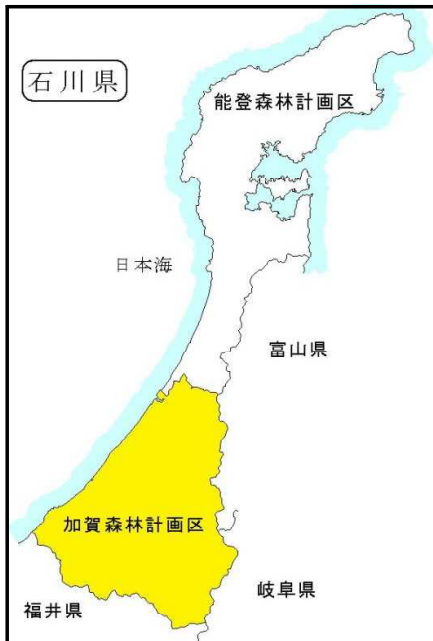 石川県
能登森林計画区
日本海
富山県
加賀森林計画区
岐阜県
福井県